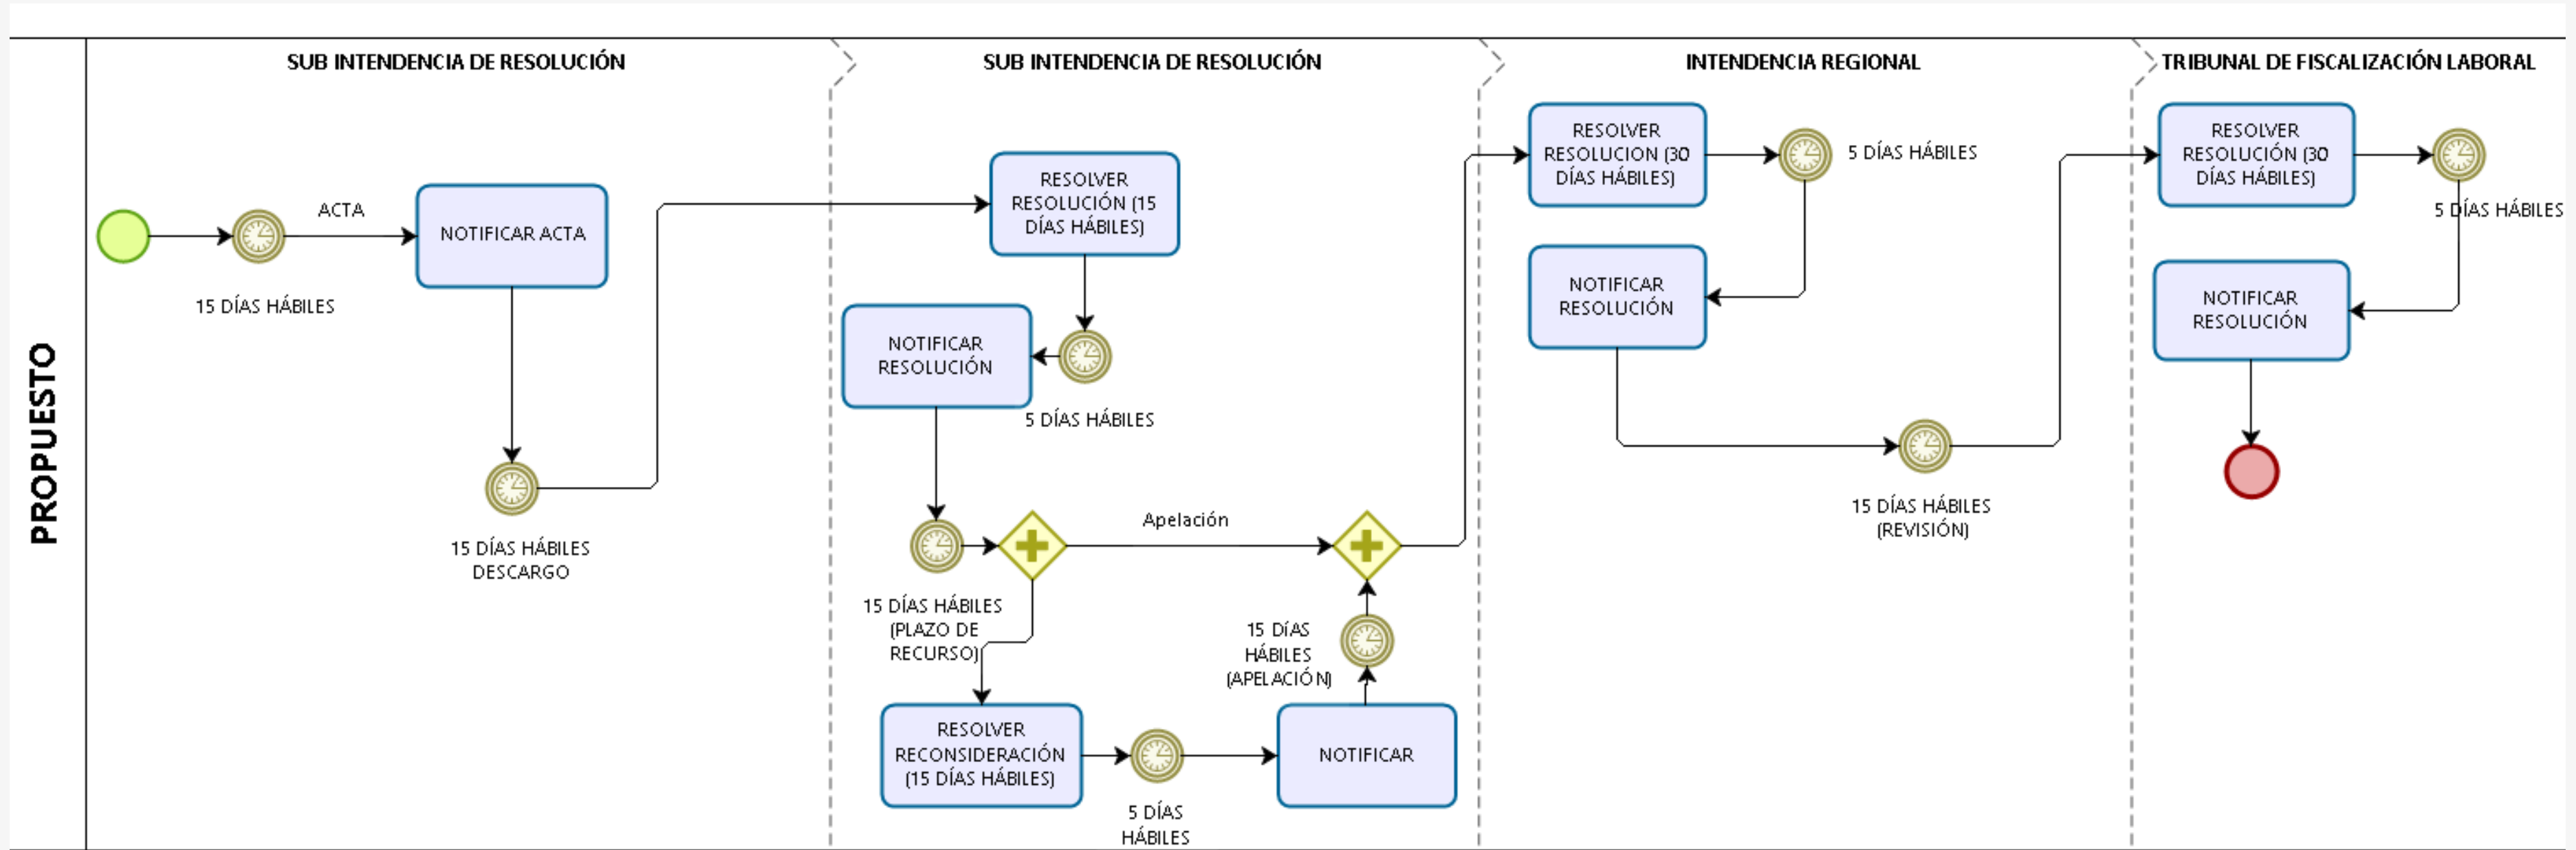 PROPUESTO
SUB INTENDENCIA DE RESOLUCIÓN
ACTA
NOTIFICAR ACTA
15 DÍAS HÁBILES
15 DÍAS HÁBILES
DESCARGO
SUB INTENDENCIA DE RESOLUCIÓN
RESOLVER
RESOLUCIÓN (15
DÍAS HÁBILES)
NOTIFICAR
RESOLUCIÓN
5 DÍAS HÁBILES
Apelación
15 DÍAS HÁBILES
(PLAZO DE
RECURSO)
15 DíAS
HÁBILES
(APELACIÓN)
RESOLVER
RECONSIDERACIÓN
(15 DÍAS HÁBILES)
5 DÍAS
HÁBILES
NOTIFICAR
INTENDENCIA REGIONAL
RESOLVER
RESOLUCION (30
DÍAS HÁBILES)
5 DÍAS HÁBILES
NOTIFICAR
RESOLUCIÓN
15 DÍAS HÁBILES
(REVISIÓN)
TRIBUNAL DE FISCALIZACIÓN LABORAL
RESOLVER
RESOLUCIÓN (30
DÍAS HÁBILES)
5 DÍAS HÁBILES
NOTIFICAR
RESOLUCIÓN